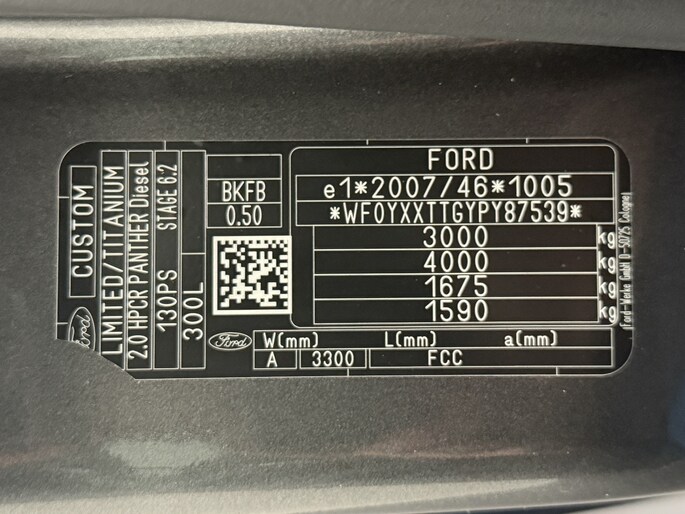 CUSTOM
Ford
LIMITED/TITANIUM
2.0 HPCR PANTHER Diesel
130PS STAGE 6.2
300L
BKFB
0.50
Ford
FORD
e1*2007/46*1005
*WF0YXXTTGYPY87539*
3000 kg
4000 kg
1675 kg
1590 kg
W(mm) L(mm) a(mm)
A 3300 FCC
(Ford-Werke GmbH D-50725 Cologne)